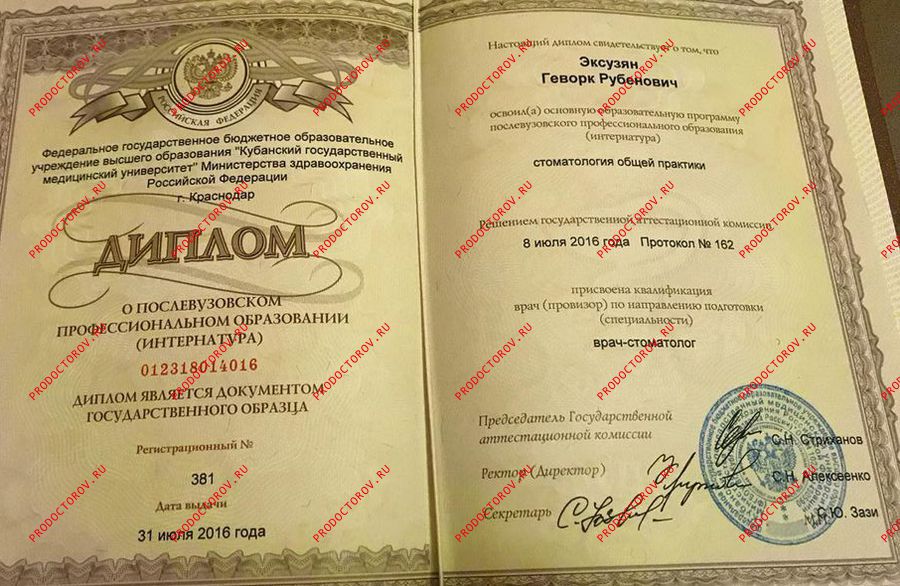 РОССИЙСКАЯ ФЕДЕРАЦИЯ
Федеральное государственное бюджетное образовательное
учреждение высшего образования "Кубанский государственный
медицинский университет" Министерства здравоохранения
Российской Федерации
г. Краснодар
ДИПЛОМ
О ПОСЛЕВУЗОВСКОМ
ПРОФЕССИОНАЛЬНОМ ОБРАЗОВАНИИ
(ИНТЕРНАТУРА)
012318014016
ДИПЛОМ ЯВЛЯЕТСЯ ДОКУМЕНТОМ
ГОСУДАРСТВЕННОГО ОБРАЗЦА
Регистрационный №
381
Дата выдачи
31 июля 2016 года
Настоящий диплом свидетельствует о том, что
Эксузян
Геворк Рубенович
освоил(а) основную образовательную программу
послевузовского профессионального образования
(интернатура)
стоматология общей практики
Решением государственной аттестационной комиссии
8 июля 2016 года Протокол № 162
присвоена квалификация
врач (провизор) по направлению подготовки
(специальности)
врач-стоматолог
Председатель Государственной
аттестационной комиссии
С.Н. Стриханов
Ректор (Директор)
С.Н. Алексеенко
Секретарь
С.Ю. Зази
М.П.
PRODOCTOROV.RU